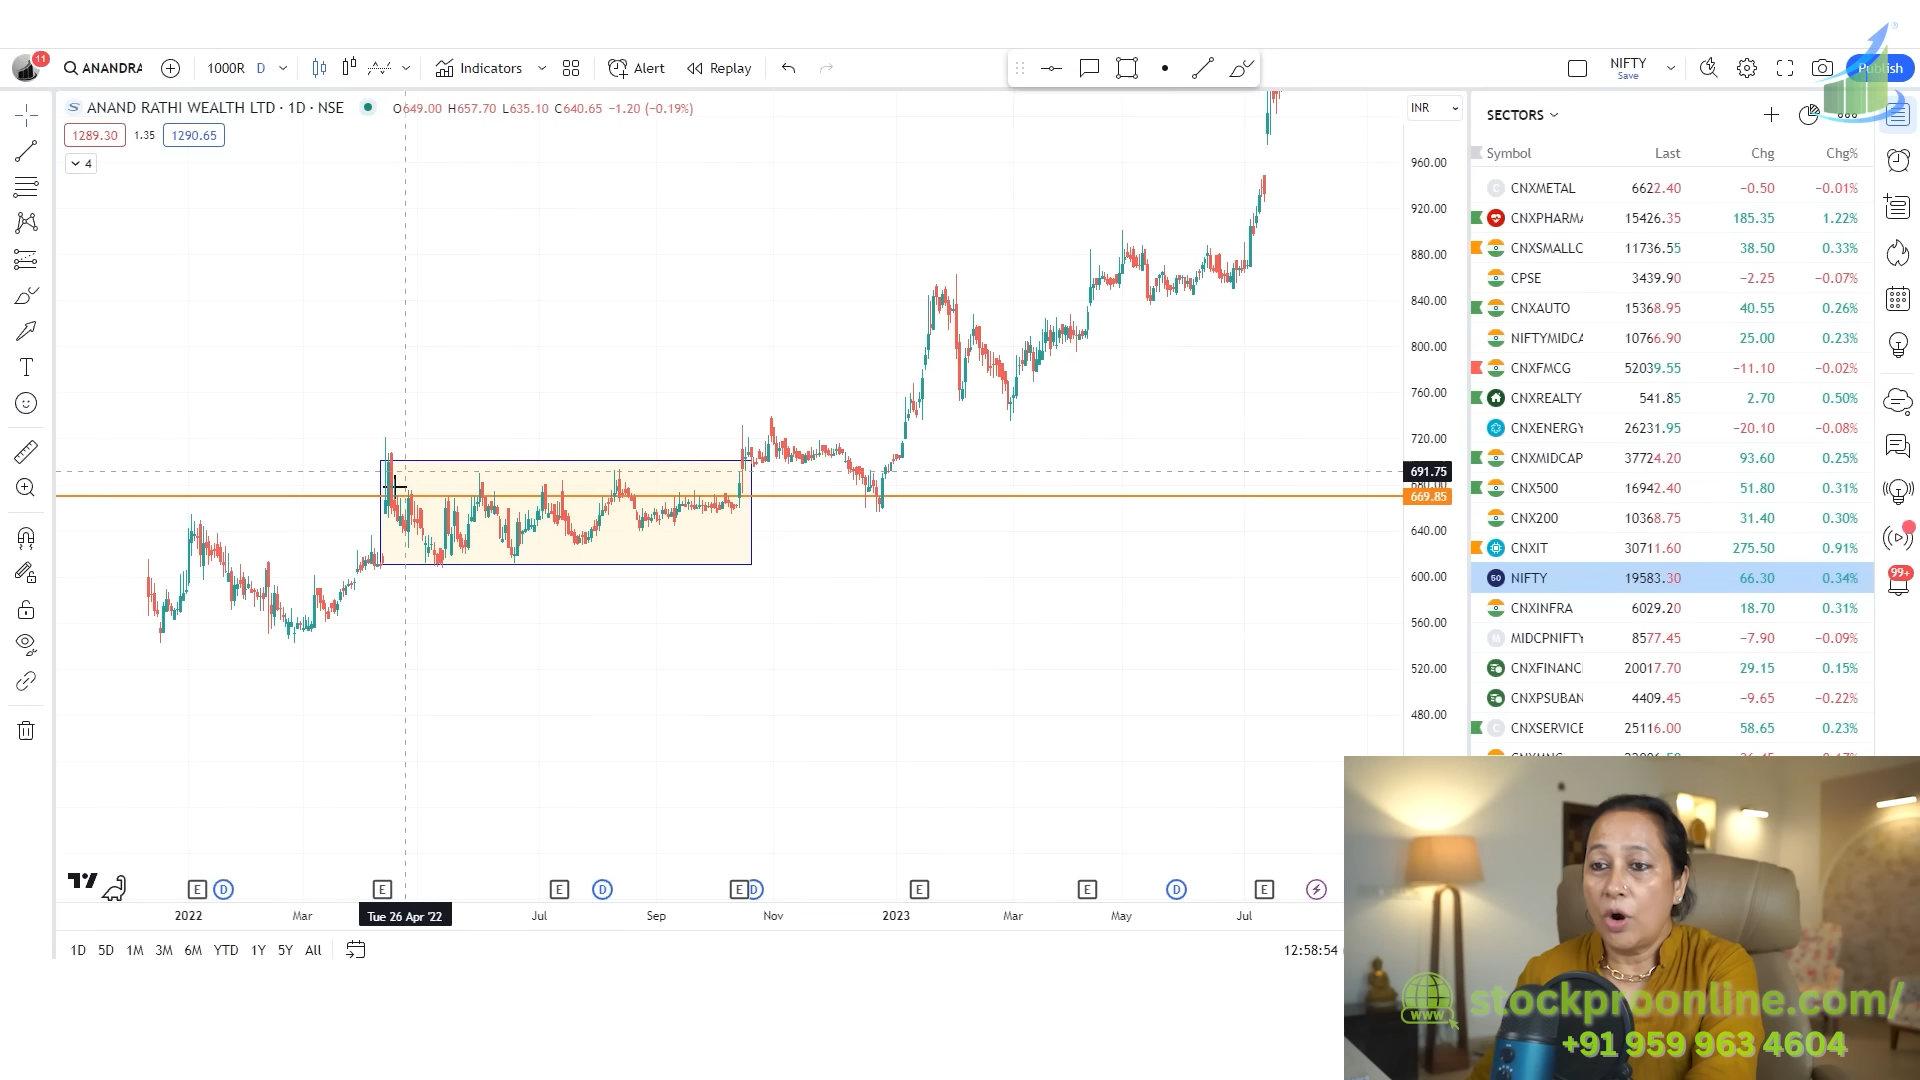 11
ANANDRA
1000R D
Indicators
Alert
Replay
NIFTY
Save
Publish
ANAND RATHI WEALTH LTD · 1D · NSE
O649.00 H657.70 L635.10 C640.65 −1.20 (−0.19%)
1289.30 1.35 1290.65
4
INR
960.00
920.00
880.00
840.00
800.00
760.00
720.00
691.75
669.85
640.00
600.00
560.00
520.00
480.00
E D E E D E D E E D E
2022 Mar Tue 26 Apr '22 Jul Sep Nov 2023 Mar May Jul
1D 5D 1M 3M 6M YTD 1Y 5Y All
12:58:54
SECTORS
Symbol Last Chg Chg%
CNXMETAL 6622.40 −0.50 −0.01%
CNXPHARMA 15426.35 185.35 1.22%
CNXSMALLC 11736.55 38.50 0.33%
CPSE 3439.90 −2.25 −0.07%
CNXAUTO 15368.95 40.55 0.26%
NIFTYMIDCA 10766.90 25.00 0.23%
CNXFMCG 52039.55 −11.10 −0.02%
CNXREALTY 541.85 2.70 0.50%
CNXENERGY 26231.95 −20.10 −0.08%
CNXMIDCAP 37724.20 93.60 0.25%
CNX500 16942.40 51.80 0.31%
CNX200 10368.75 31.40 0.30%
CNXIT 30711.60 275.50 0.91%
50 NIFTY 19583.30 66.30 0.34%
CNXINFRA 6029.20 18.70 0.31%
MIDCPNIFTY 8577.45 −7.90 −0.09%
CNXFINANC 20017.70 29.15 0.15%
CNXPSUBAN 4409.45 −9.65 −0.22%
CNXSERVICE 25116.00 58.65 0.23%
99+
www
stockproonline.com/
+91 959 963 4604